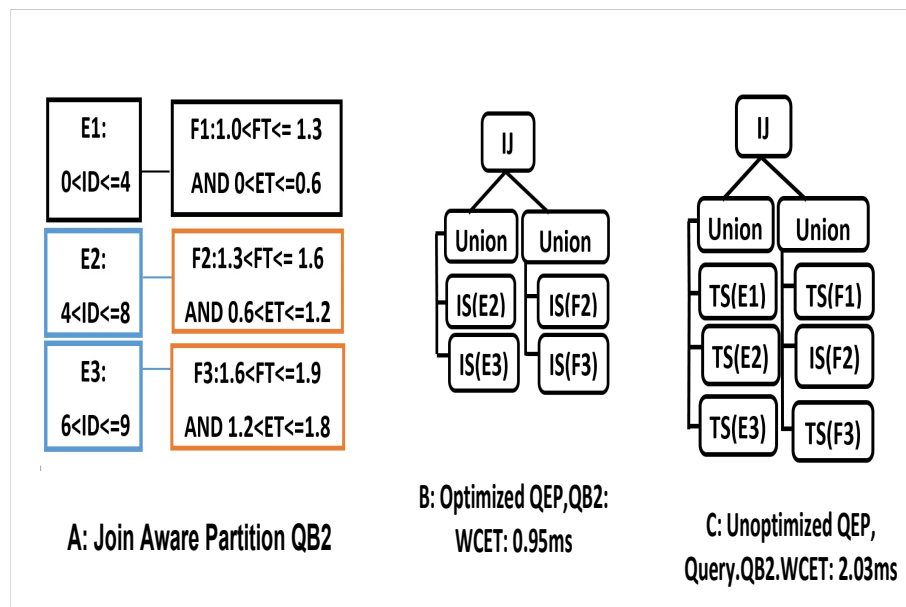 E1:
0<ID<=4
F1:1.0<FT<= 1.3
AND 0<ET<=0.6
E2:
4<ID<=8
F2:1.3<FT<= 1.6
AND 0.6<ET<=1.2
E3:
6<ID<=9
F3:1.6<FT<=1.9
AND 1.2<ET<=1.8
A: Join Aware Partition QB2
IJ
Union
Union
IS(E2)
IS(F2)
IS(E3)
IS(F3)
B: Optimized QEP,QB2:
WCET: 0.95ms
IJ
Union
Union
TS(E1)
TS(F1)
TS(E2)
IS(F2)
TS(E3)
TS(F3)
C: Unoptimized QEP,
Query.QB2.WCET: 2.03ms